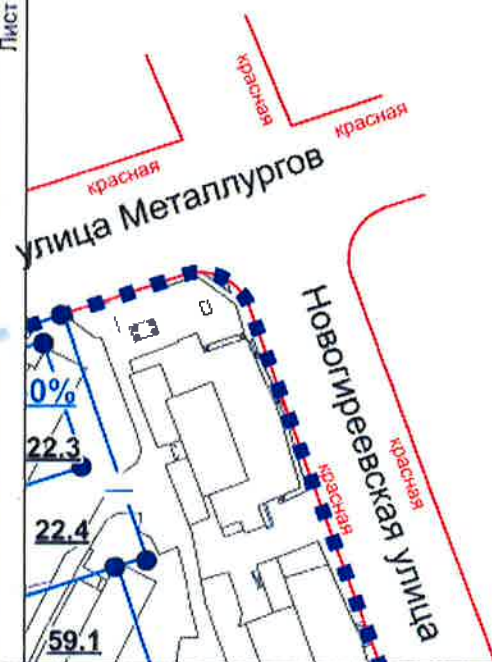 Лист
красная
красная
красная
улица Металлургов
Новогиреевская улица
0%
22.3
красная
красная
22.4
59.1